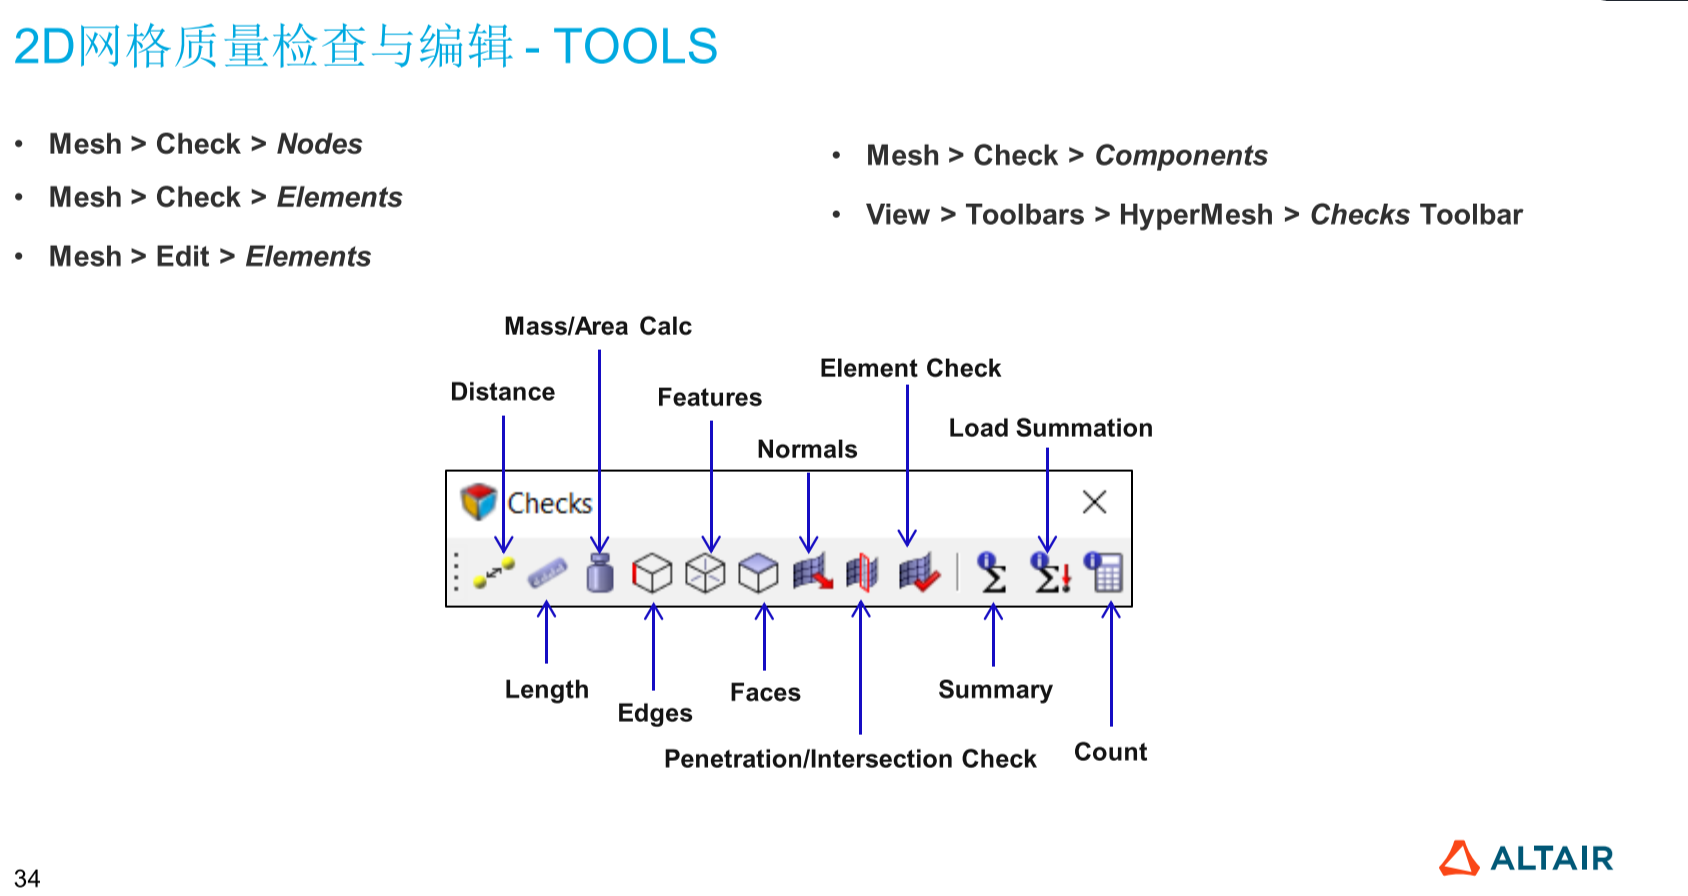 2D网格质量检查与编辑 - TOOLS
• Mesh > Check > Nodes
• Mesh > Check > Elements
• Mesh > Edit > Elements
• Mesh > Check > Components
• View > Toolbars > HyperMesh > Checks Toolbar
Mass/Area Calc
Element Check
Distance
Features
Load Summation
Normals
Checks
Length
Edges
Faces
Summary
Penetration/Intersection Check
Count
ALTAIR
34